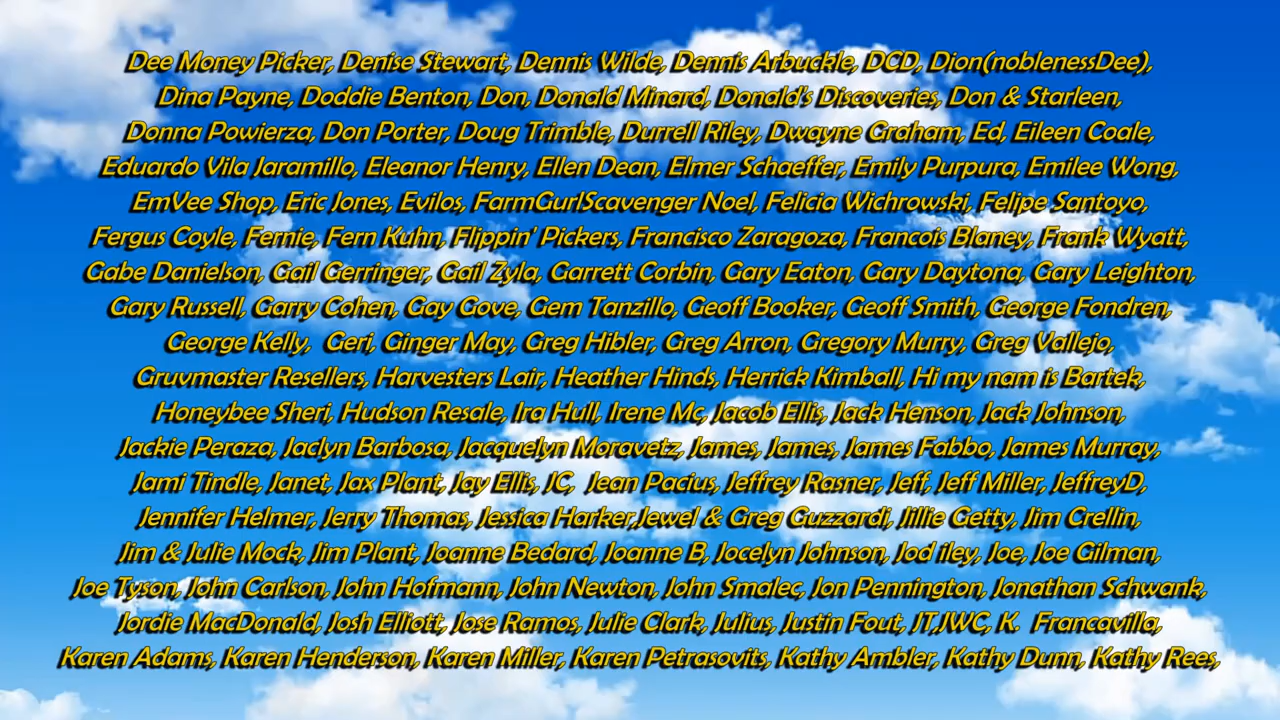 Dee Money Picker, Denise Stewart, Dennis Wilde, Dennis Arbuckle, DCD, Dion(noblenessDee),
Dina Payne, Doddie Benton, Don, Donald Minard, Donald's Discoveries, Don & Starleen,
Donna Powierza, Don Porter, Doug Trimble, Durrell Riley, Dwayne Graham, Ed, Eileen Coale,
Eduardo Vila Jaramillo, Eleanor Henry, Ellen Dean, Elmer Schaeffer, Emily Purpura, Emilee Wong,
EmVee Shop, Eric Jones, Evilos, FarmGurlScavenger Noel, Felicia Wichrowski, Felipe Santoyo,
Fergus Coyle, Fernie, Fern Kuhn, Flippin' Pickers, Francisco Zaragoza, Francois Blaney, Frank Wyatt,
Gabe Danielson, Gail Gerringer, Gail Zyla, Garrett Corbin, Gary Eaton, Gary Daytona, Gary Leighton,
Gary Russell, Garry Cohen, Gay Gove, Gem Tanzillo, Geoff Booker, Geoff Smith, George Fondren,
George Kelly,  Geri, Ginger May, Greg Hibler, Greg Arron, Gregory Murry, Greg Vallejo,
Gruvmaster Resellers, Harvesters Lair, Heather Hinds, Herrick Kimball, Hi my nam is Bartek,
Honeybee Sheri, Hudson Resale, Ira Hull, Irene Mc, Jacob Ellis, Jack Henson, Jack Johnson,
Jackie Peraza, Jaclyn Barbosa, Jacquelyn Moravetz, James, James, James Fabbo, James Murray,
Jami Tindle, Janet, Jax Plant, Jay Ellis, JC,  Jean Pacius, Jeffrey Rasner, Jeff, Jeff Miller, JeffreyD,
Jennifer Helmer, Jerry Thomas, Jessica Harker,Jewel & Greg Guzzardi, Jillie Getty, Jim Crellin,
Jim & Julie Mock, Jim Plant, Joanne Bedard, Joanne B, Jocelyn Johnson, Jod iley, Joe, Joe Gilman,
Joe Tyson, John Carlson, John Hofmann, John Newton, John Smalec, Jon Pennington, Jonathan Schwank,
Jordie MacDonald, Josh Elliott, Jose Ramos, Julie Clark, Julius, Justin Fout, JT,JWC, K.  Francavilla,
Karen Adams, Karen Henderson, Karen Miller, Karen Petrasovits, Kathy Ambler, Kathy Dunn, Kathy Rees,